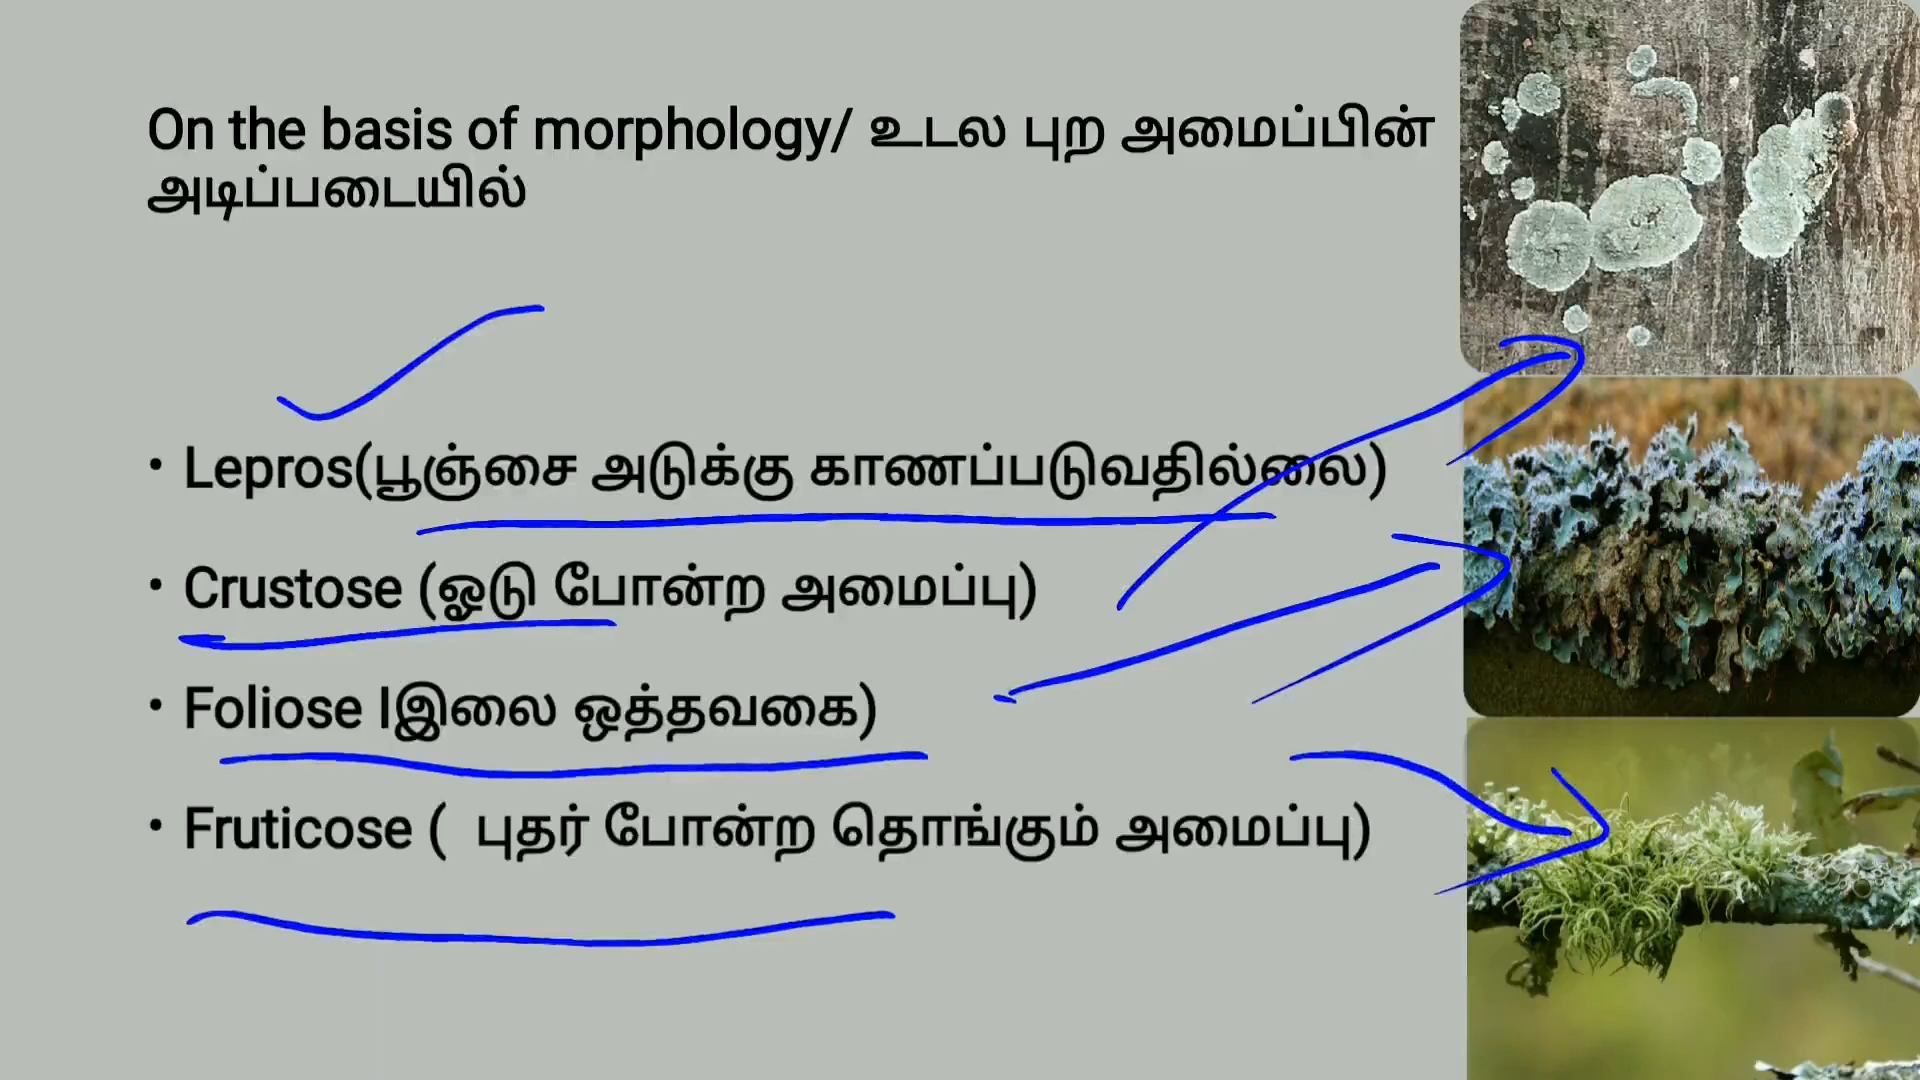 On the basis of morphology/ உடல புற அமைப்பின்
அடிப்படையில்
• Lepros(பூஞ்சை அடுக்கு காணப்படுவதில்லை)
• Crustose (ஓடு போன்ற அமைப்பு)
• Foliose Iஇலை ஒத்தவகை)
• Fruticose ( புதர் போன்ற தொங்கும் அமைப்பு)